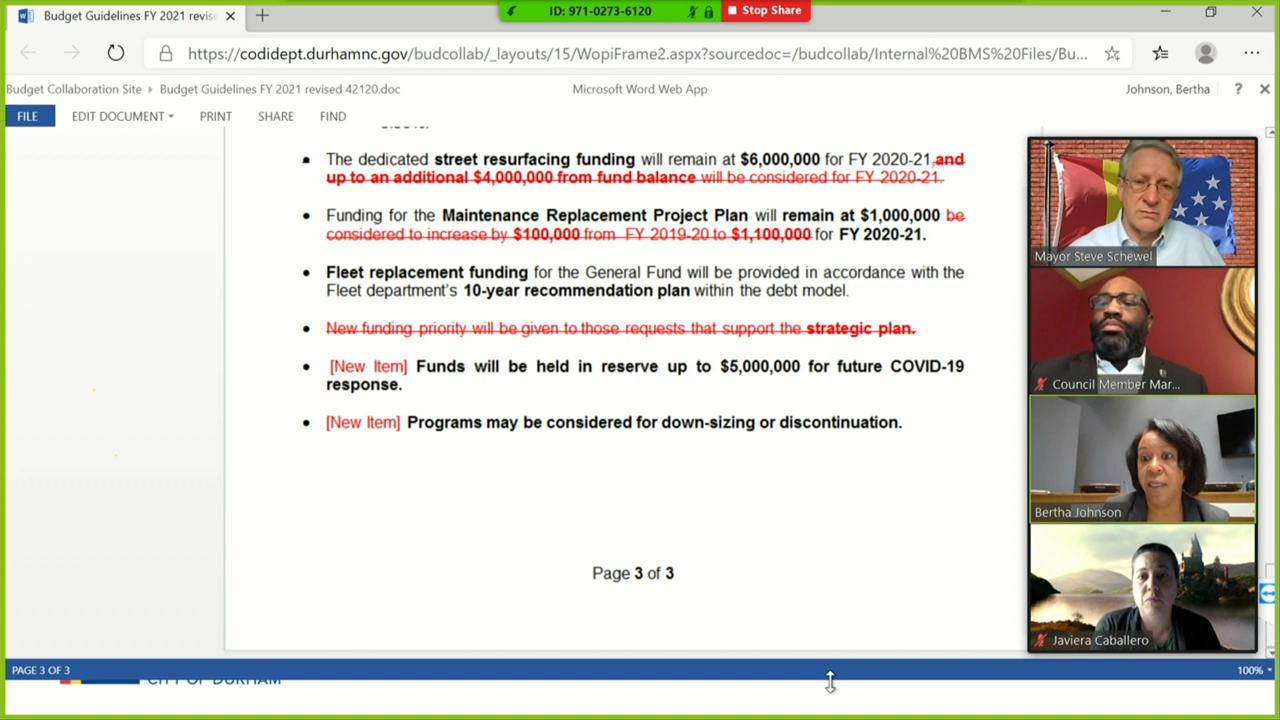 Budget Guidelines FY 2021 revis
ID: 971-0273-6120
Stop Share
https://codidept.durhamnc.gov/budcollab/_layouts/15/WopiFrame2.aspx?sourcedoc=/budcollab/Internal%20BMS%20Files/Bu...
Budget Collaboration Site ▸ Budget Guidelines FY 2021 revised 42120.doc
Microsoft Word Web App
Johnson, Bertha
FILE EDIT DOCUMENT PRINT SHARE FIND
• The dedicated street resurfacing funding will remain at $6,000,000 for FY 2020-21,and
up to an additional $4,000,000 from fund balance will be considered for FY 2020-21.
• Funding for the Maintenance Replacement Project Plan will remain at $1,000,000 be
considered to increase by $100,000 from FY 2019-20 to $1,100,000 for FY 2020-21.
• Fleet replacement funding for the General Fund will be provided in accordance with the
Fleet department's 10-year recommendation plan within the debt model.
• New funding priority will be given to those requests that support the strategic plan.
• [New Item] Funds will be held in reserve up to $5,000,000 for future COVID-19
response.
• [New Item] Programs may be considered for down-sizing or discontinuation.
Page 3 of 3
Mayor Steve Schewel
Council Member Mar...
Bertha Johnson
Javiera Caballero
PAGE 3 OF 3
100%
CITY OF DURHAM